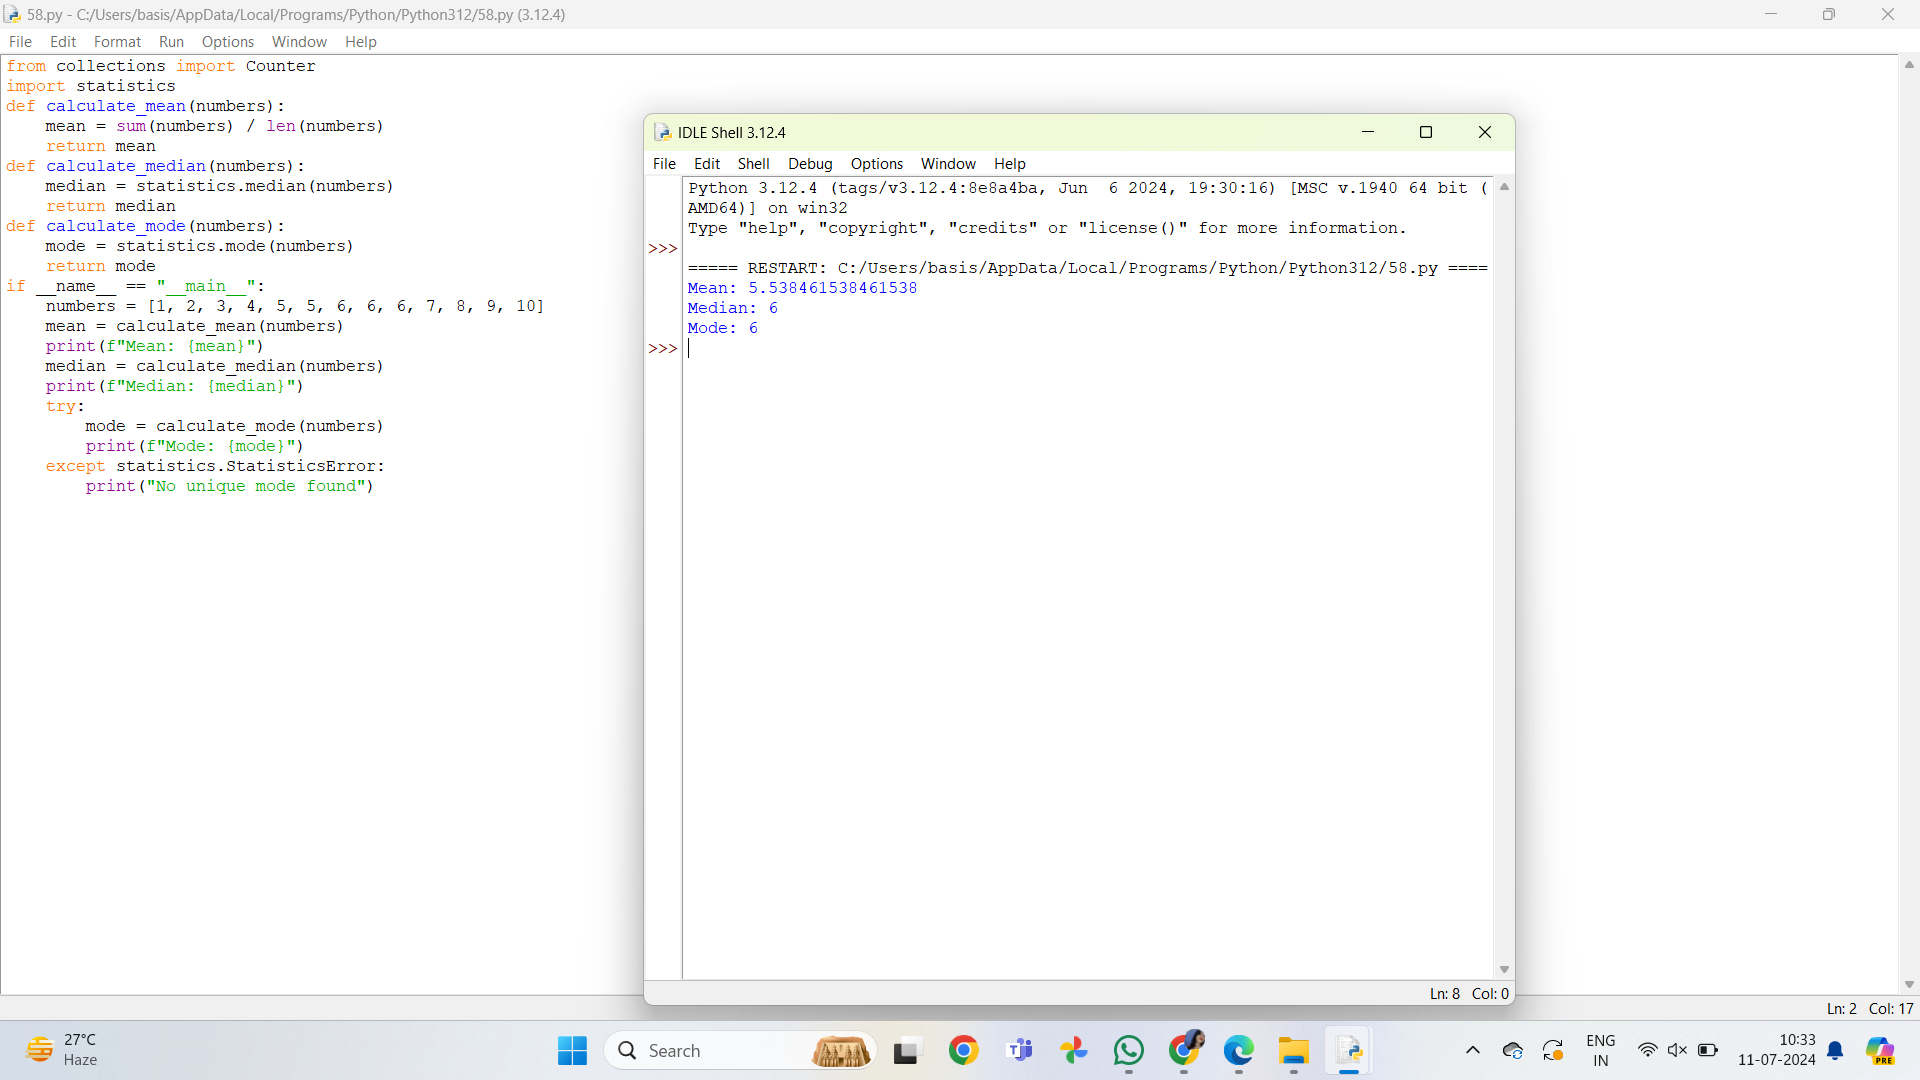 58.py - C:/Users/basis/AppData/Local/Programs/Python/Python312/58.py (3.12.4)
File Edit Format Run Options Window Help
from collections import Counter
import statistics
def calculate_mean(numbers):
    mean = sum(numbers) / len(numbers)
    return mean
def calculate_median(numbers):
    median = statistics.median(numbers)
    return median
def calculate_mode(numbers):
    mode = statistics.mode(numbers)
    return mode
if __name__ == "__main__":
    numbers = [1, 2, 3, 4, 5, 5, 6, 6, 6, 7, 8, 9, 10]
    mean = calculate_mean(numbers)
    print(f"Mean: {mean}")
    median = calculate_median(numbers)
    print(f"Median: {median}")
    try:
        mode = calculate_mode(numbers)
        print(f"Mode: {mode}")
    except statistics.StatisticsError:
        print("No unique mode found")
IDLE Shell 3.12.4
File Edit Shell Debug Options Window Help
Python 3.12.4 (tags/v3.12.4:8e8a4ba, Jun  6 2024, 19:30:16) [MSC v.1940 64 bit (
AMD64)] on win32
Type "help", "copyright", "credits" or "license()" for more information.
>>>
===== RESTART: C:/Users/basis/AppData/Local/Programs/Python/Python312/58.py ====
Mean: 5.538461538461538
Median: 6
Mode: 6
>>>
Ln: 8 Col: 0
Ln: 2 Col: 17
27°C
Haze
Search
ENG
IN
10:33
11-07-2024
PRE